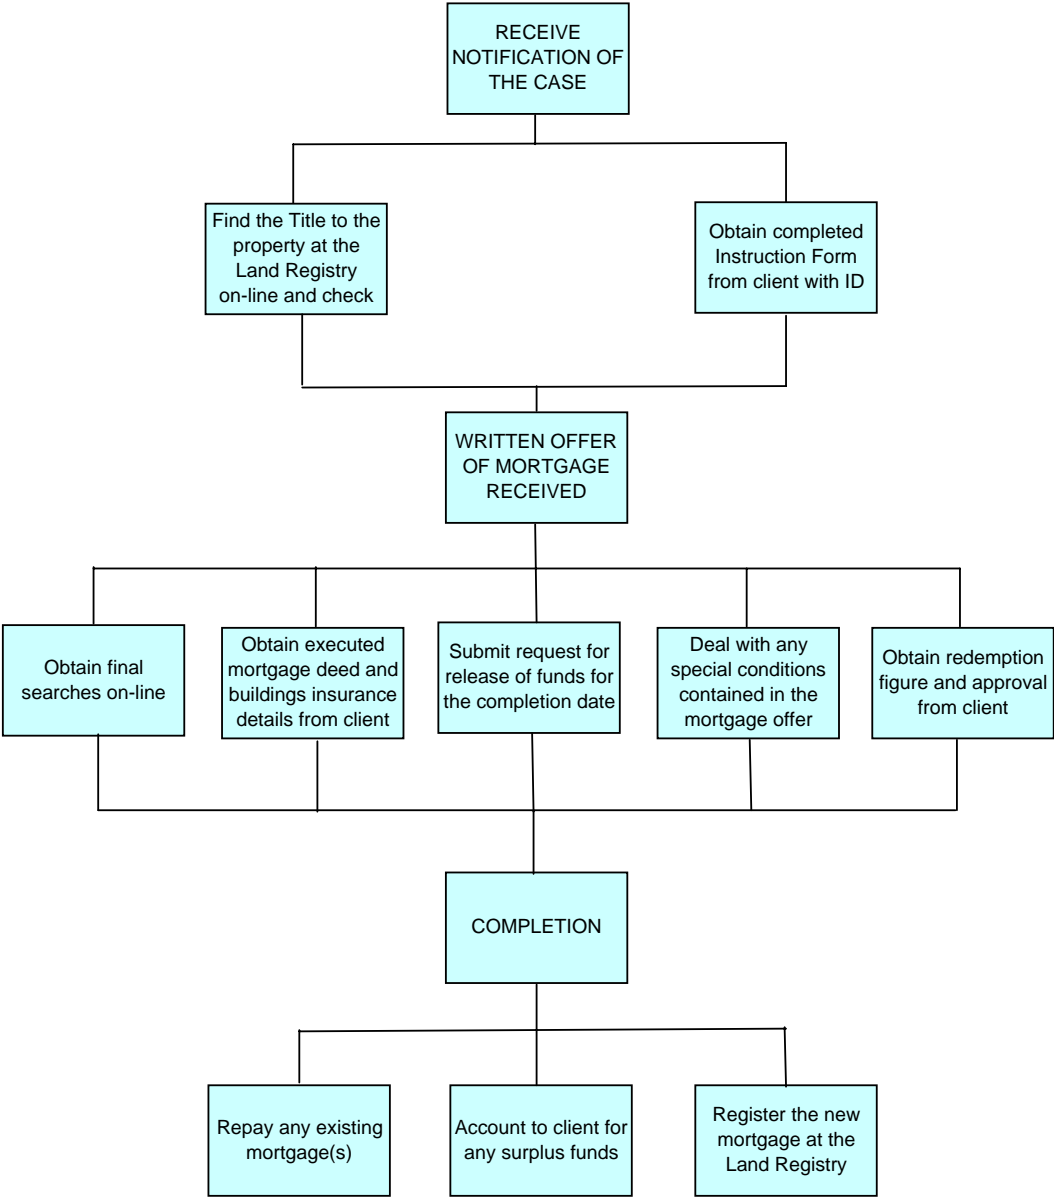 RECEIVE
NOTIFICATION OF
THE CASE
Find the Title to the
property at the
Land Registry
on-line and check
Obtain completed
Instruction Form
from client with ID
WRITTEN OFFER
OF MORTGAGE
RECEIVED
Obtain final
searches on-line
Obtain executed
mortgage deed and
buildings insurance
details from client
Submit request for
release of funds for
the completion date
Deal with any
special conditions
contained in the
mortgage offer
Obtain redemption
figure and approval
from client
COMPLETION
Repay any existing
mortgage(s)
Account to client for
any surplus funds
Register the new
mortgage at the
Land Registry